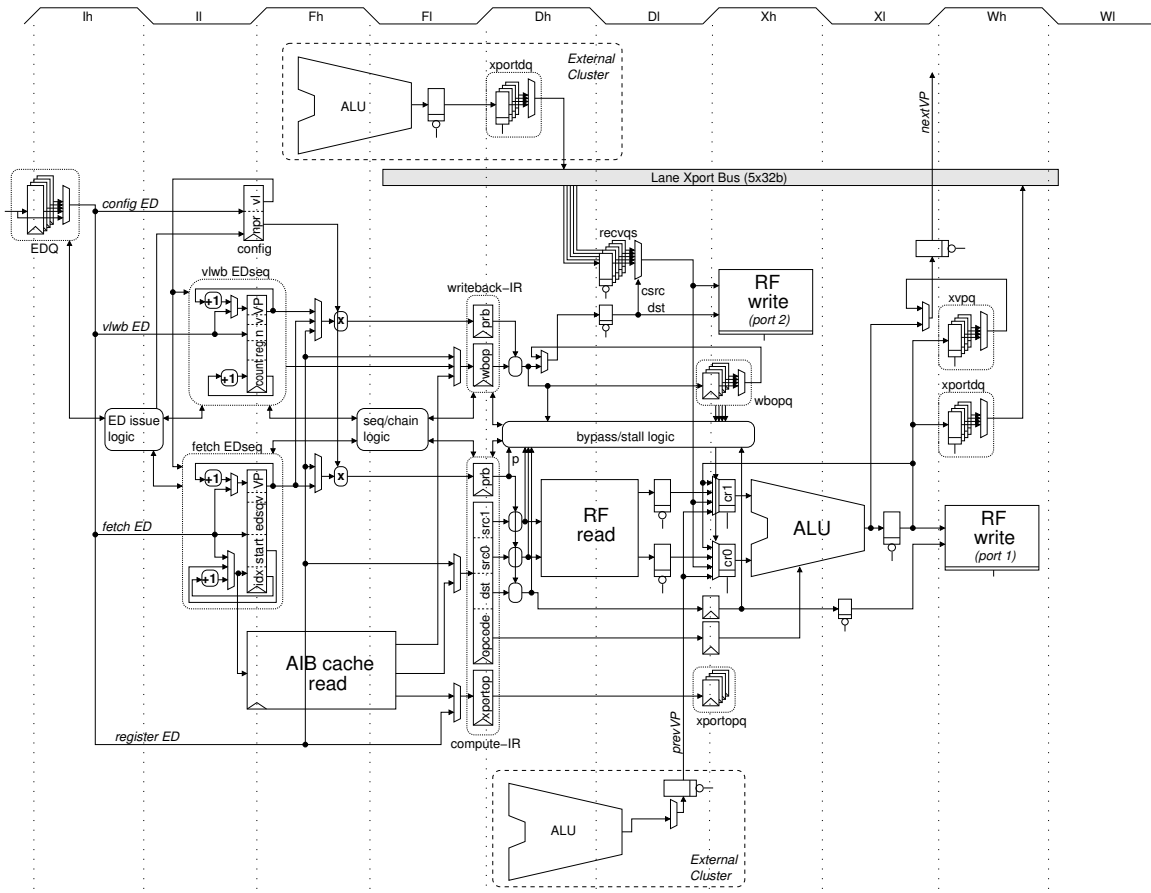 Ih Il Fh Fl Dh Dl Xh Xl Wh Wl
External
Cluster
xportdq
ALU
nextVP
Lane Xport Bus (5x32b)
config ED
vl
npr
EDQ
config
recvqs
vlwb EDseq
writeback-IR
RF
write
(port 2)
csrc
dst
xvpq
+1
VP
v
n
reg
count
+1
vlwb ED
x
prb
wbop
wbopq
xportdq
ED issue
logic
seq/chain
logic
bypass/stall logic
fetch EDseq
p
+1
VP
edsqv
start
idx
+1
fetch ED
x
prb
src1
src0
dst
opcode
xportop
RF
read
cr1
cr0
ALU
RF
write
(port 1)
AIB cache
read
xportopq
register ED
compute-IR
prevVP
ALU
External
Cluster